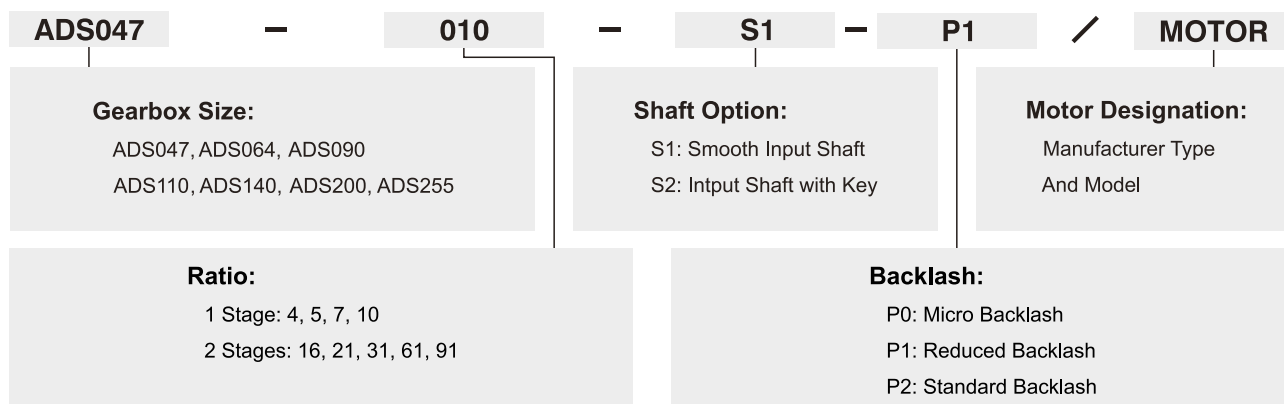 ADS047 - 010 - S1 - P1 / MOTOR
Gearbox Size:
ADS047, ADS064, ADS090
ADS110, ADS140, ADS200, ADS255
Shaft Option:
S1: Smooth Input Shaft
S2: Intput Shaft with Key
Motor Designation:
Manufacturer Type
And Model
Ratio:
1 Stage: 4, 5, 7, 10
2 Stages: 16, 21, 31, 61, 91
Backlash:
P0: Micro Backlash
P1: Reduced Backlash
P2: Standard Backlash